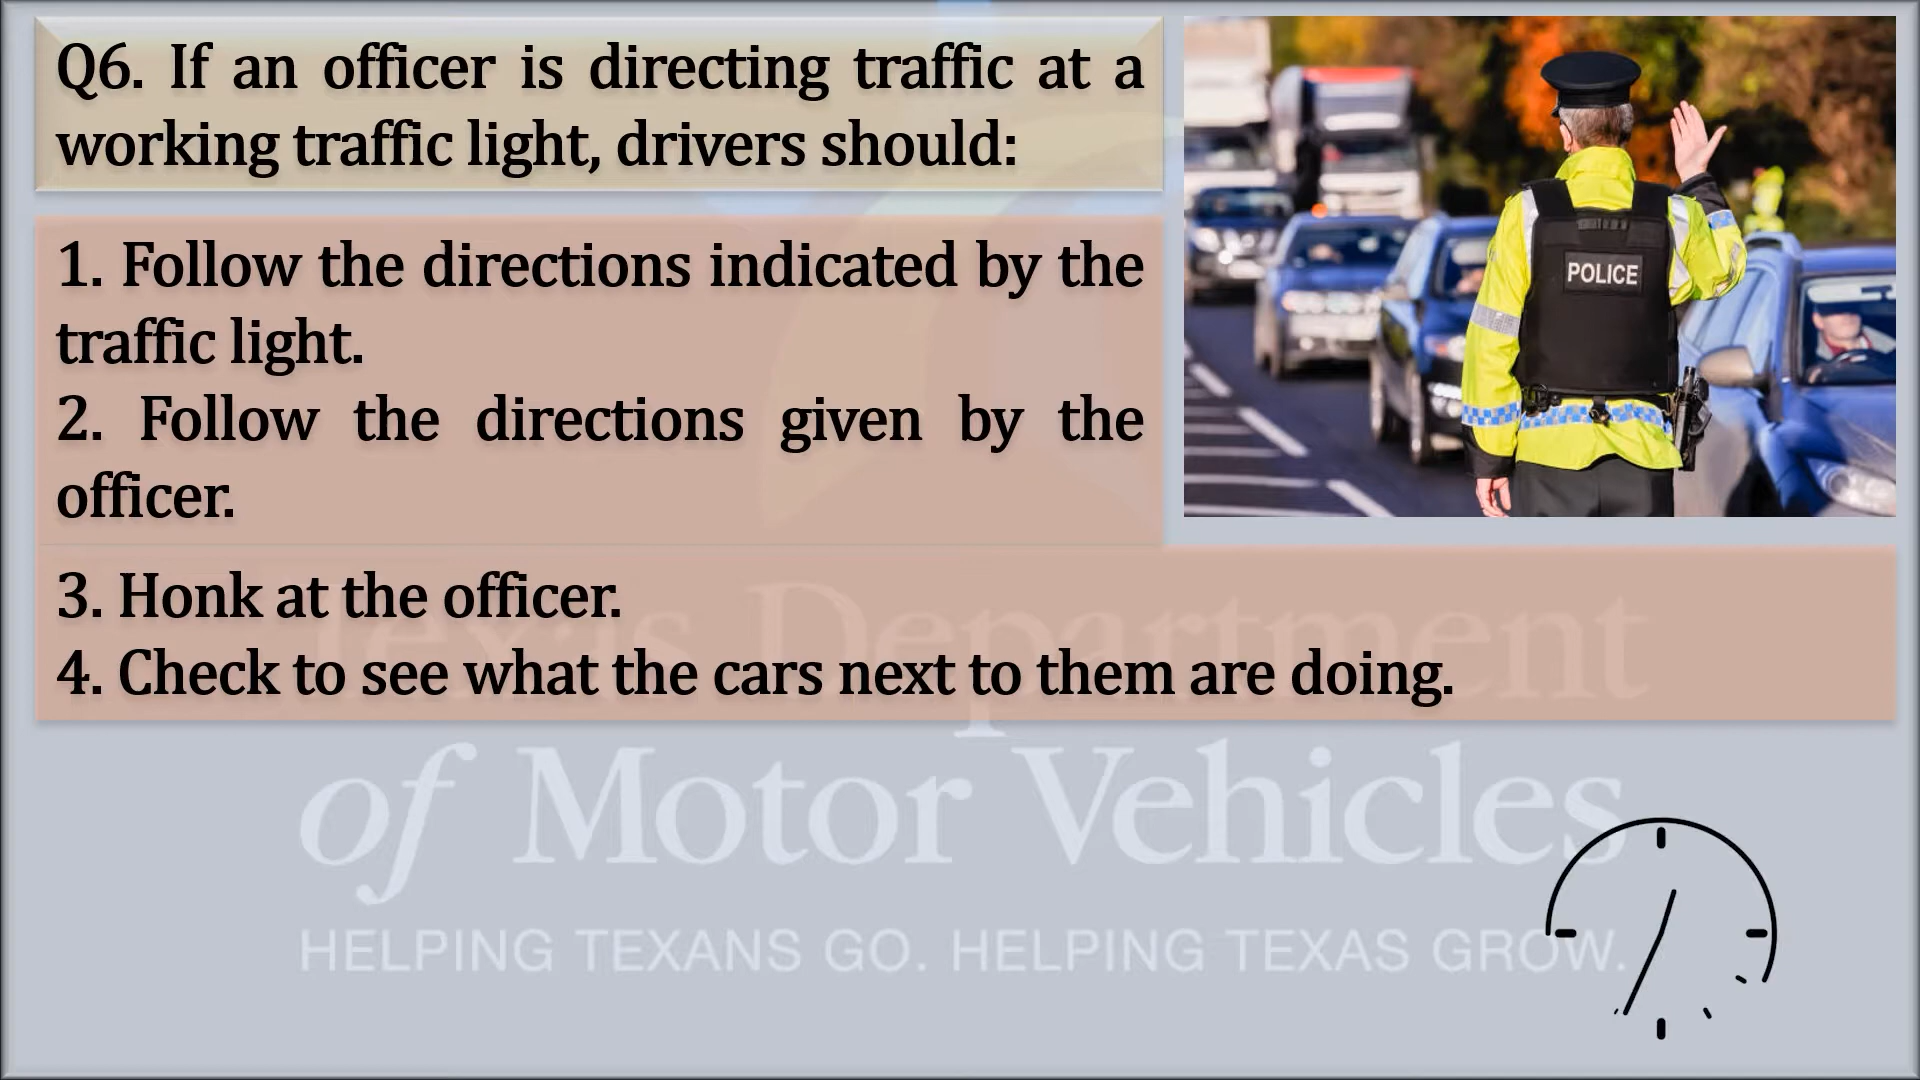 Q6. If an officer is directing traffic at a
working traffic light, drivers should:
1. Follow the directions indicated by the
traffic light.
2. Follow the directions given by the
officer.
POLICE
3. Honk at the officer.
4. Check to see what the cars next to them are doing.
Texas Department
of Motor Vehicles
HELPING TEXANS GO. HELPING TEXAS GROW.